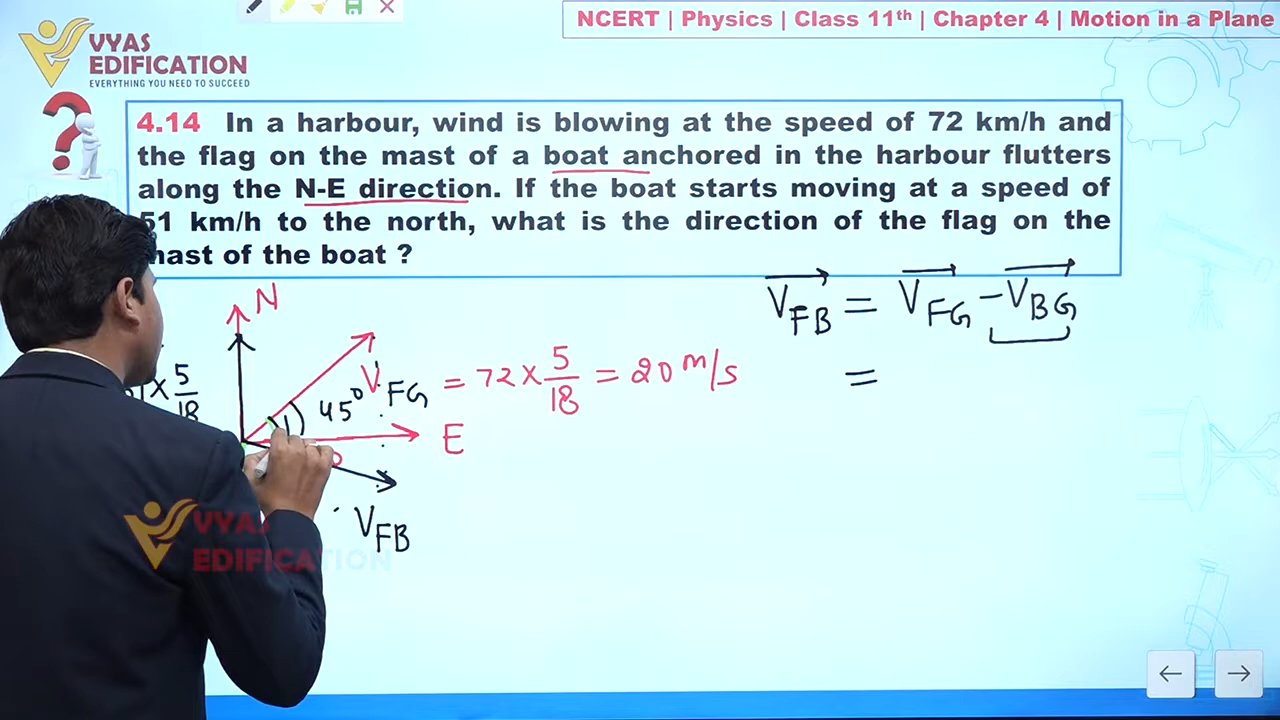 NCERT | Physics | Class 11th | Chapter 4 | Motion in a Plane
VYAS
EDIFICATION
EVERYTHING YOU NEED TO SUCCEED
4.14 In a harbour, wind is blowing at the speed of 72 km/h and
the flag on the mast of a boat anchored in the harbour flutters
along the N-E direction. If the boat starts moving at a speed of
51 km/h to the north, what is the direction of the flag on the
mast of the boat ?
N
V FB = V FG - V BG
× 5/18
45°
V FG = 72 × 5/18 = 20 m/s
=
E
V FB
VYAS
EDIFICATION